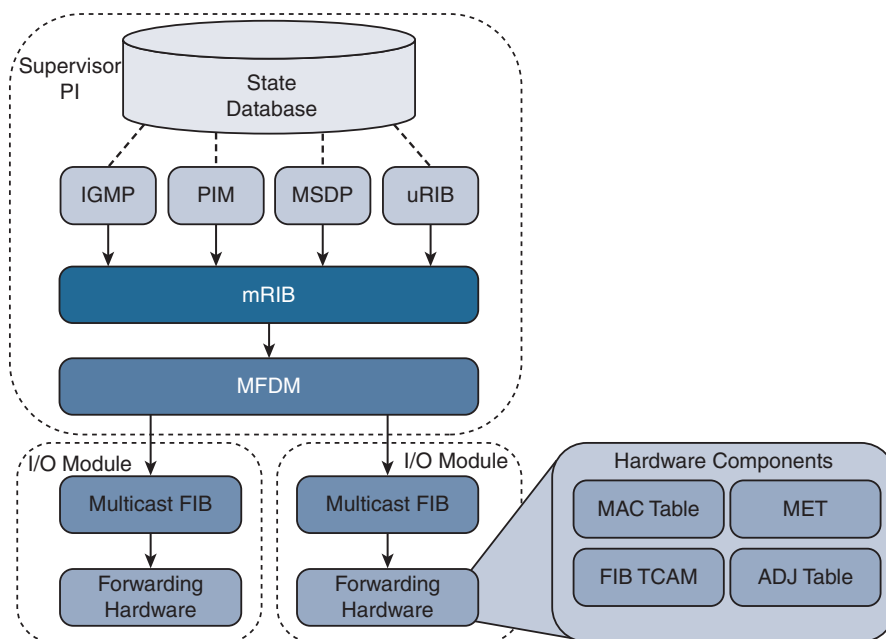 Supervisor
PI
State
Database
IGMP
PIM
MSDP
uRIB
mRIB
MFDM
I/O Module
Multicast FIB
Forwarding
Hardware
I/O Module
Multicast FIB
Forwarding
Hardware
Hardware Components
MAC Table
MET
FIB TCAM
ADJ Table